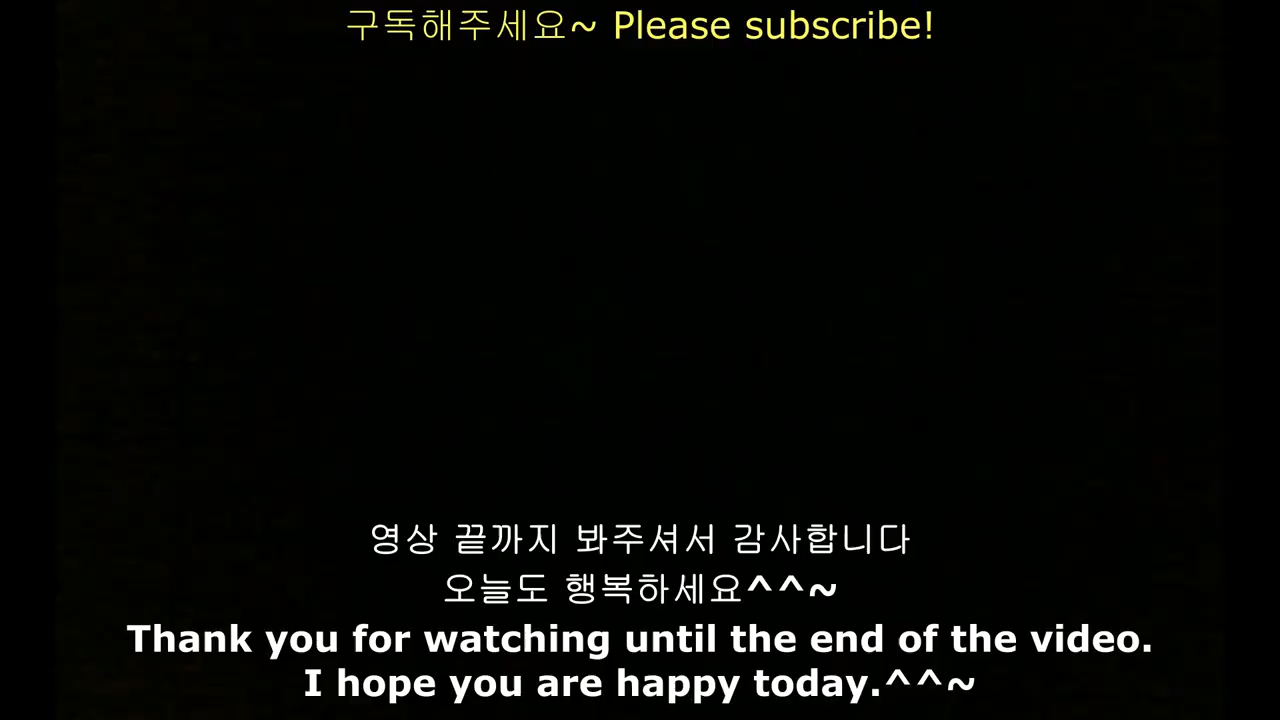 구독해주세요~ Please subscribe!
영상 끝까지 봐주셔서 감사합니다
오늘도 행복하세요^^~
Thank you for watching until the end of the video.
I hope you are happy today.^^~